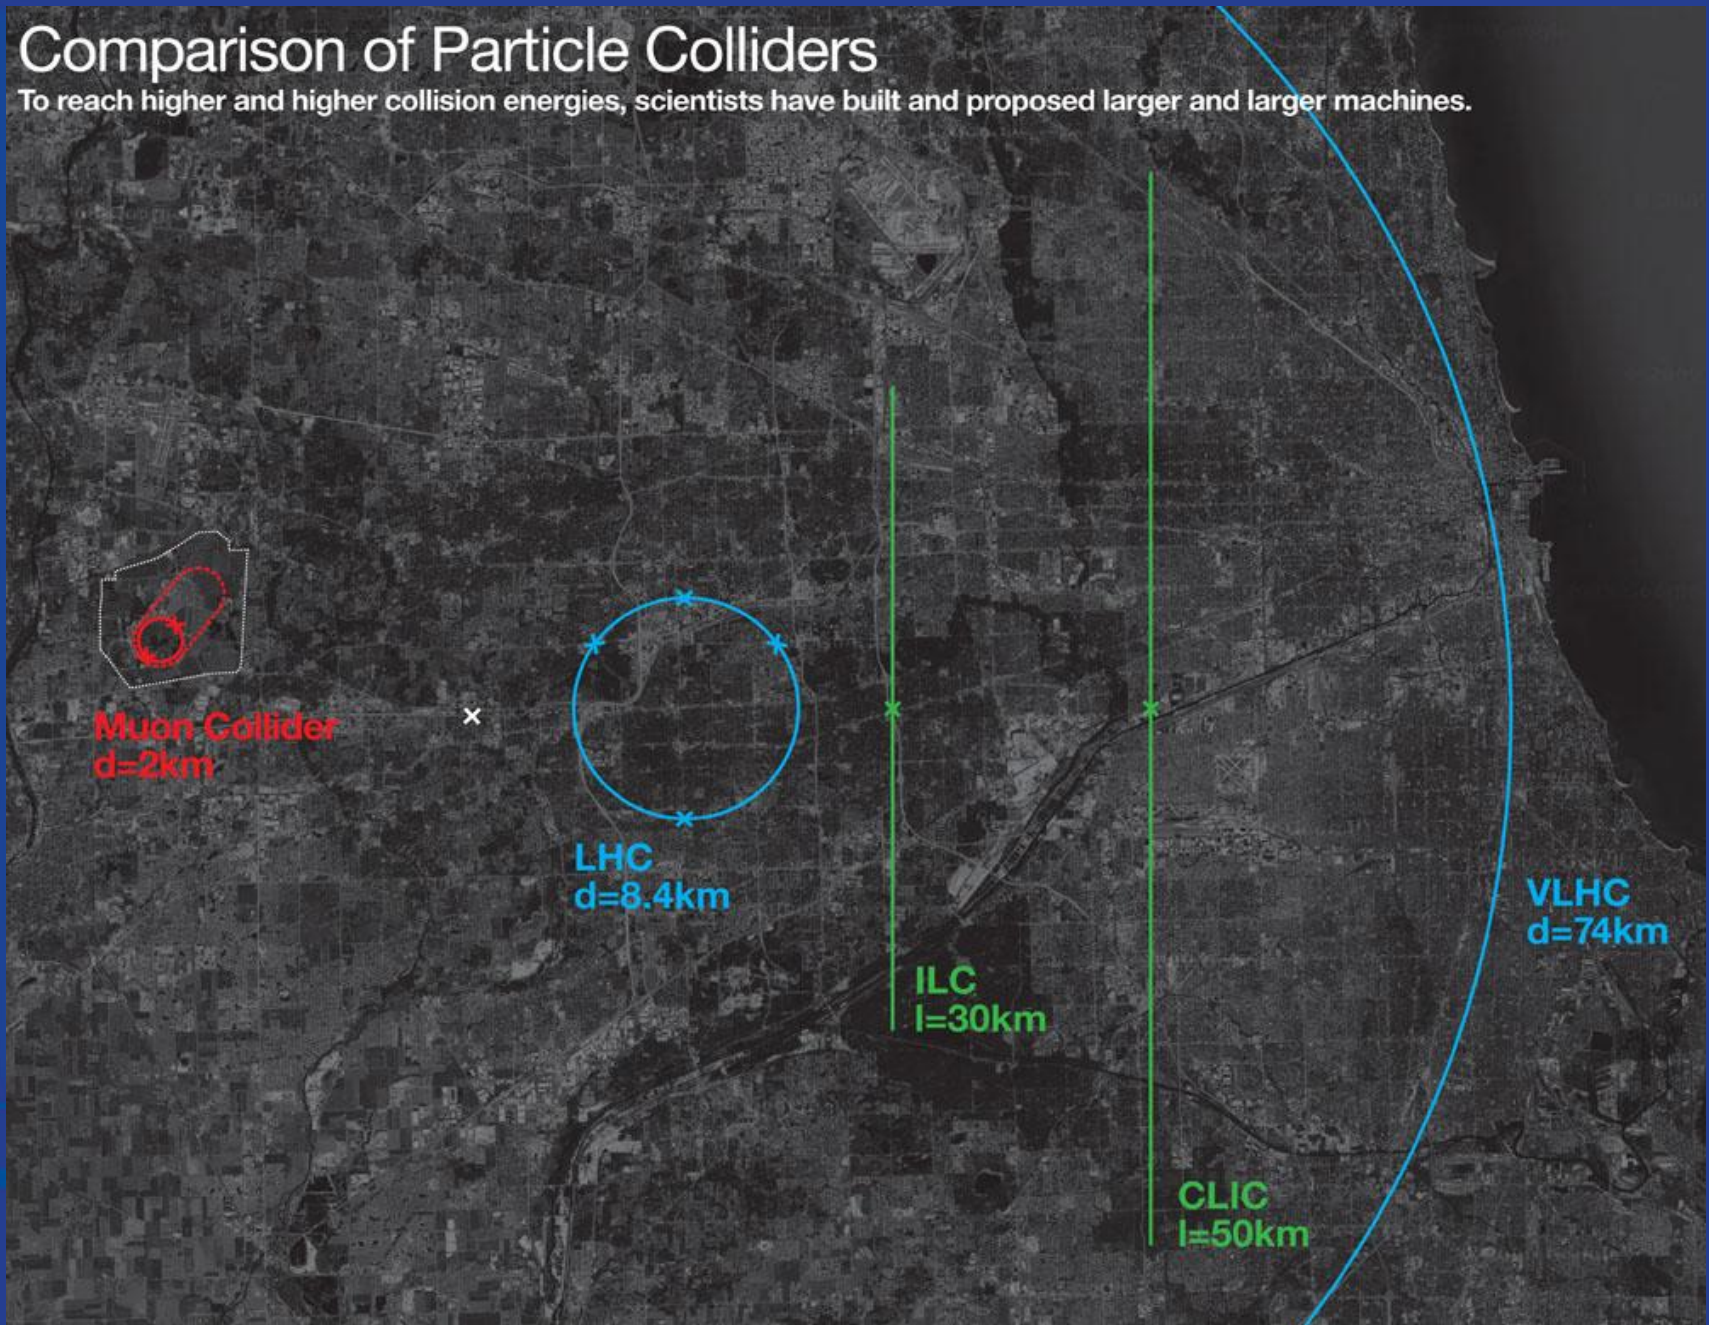 Comparison of Particle Colliders
To reach higher and higher collision energies, scientists have built and proposed larger and larger machines.
Muon Collider
d=2km
LHC
d=8.4km
ILC
l=30km
CLIC
l=50km
VLHC
d=74km